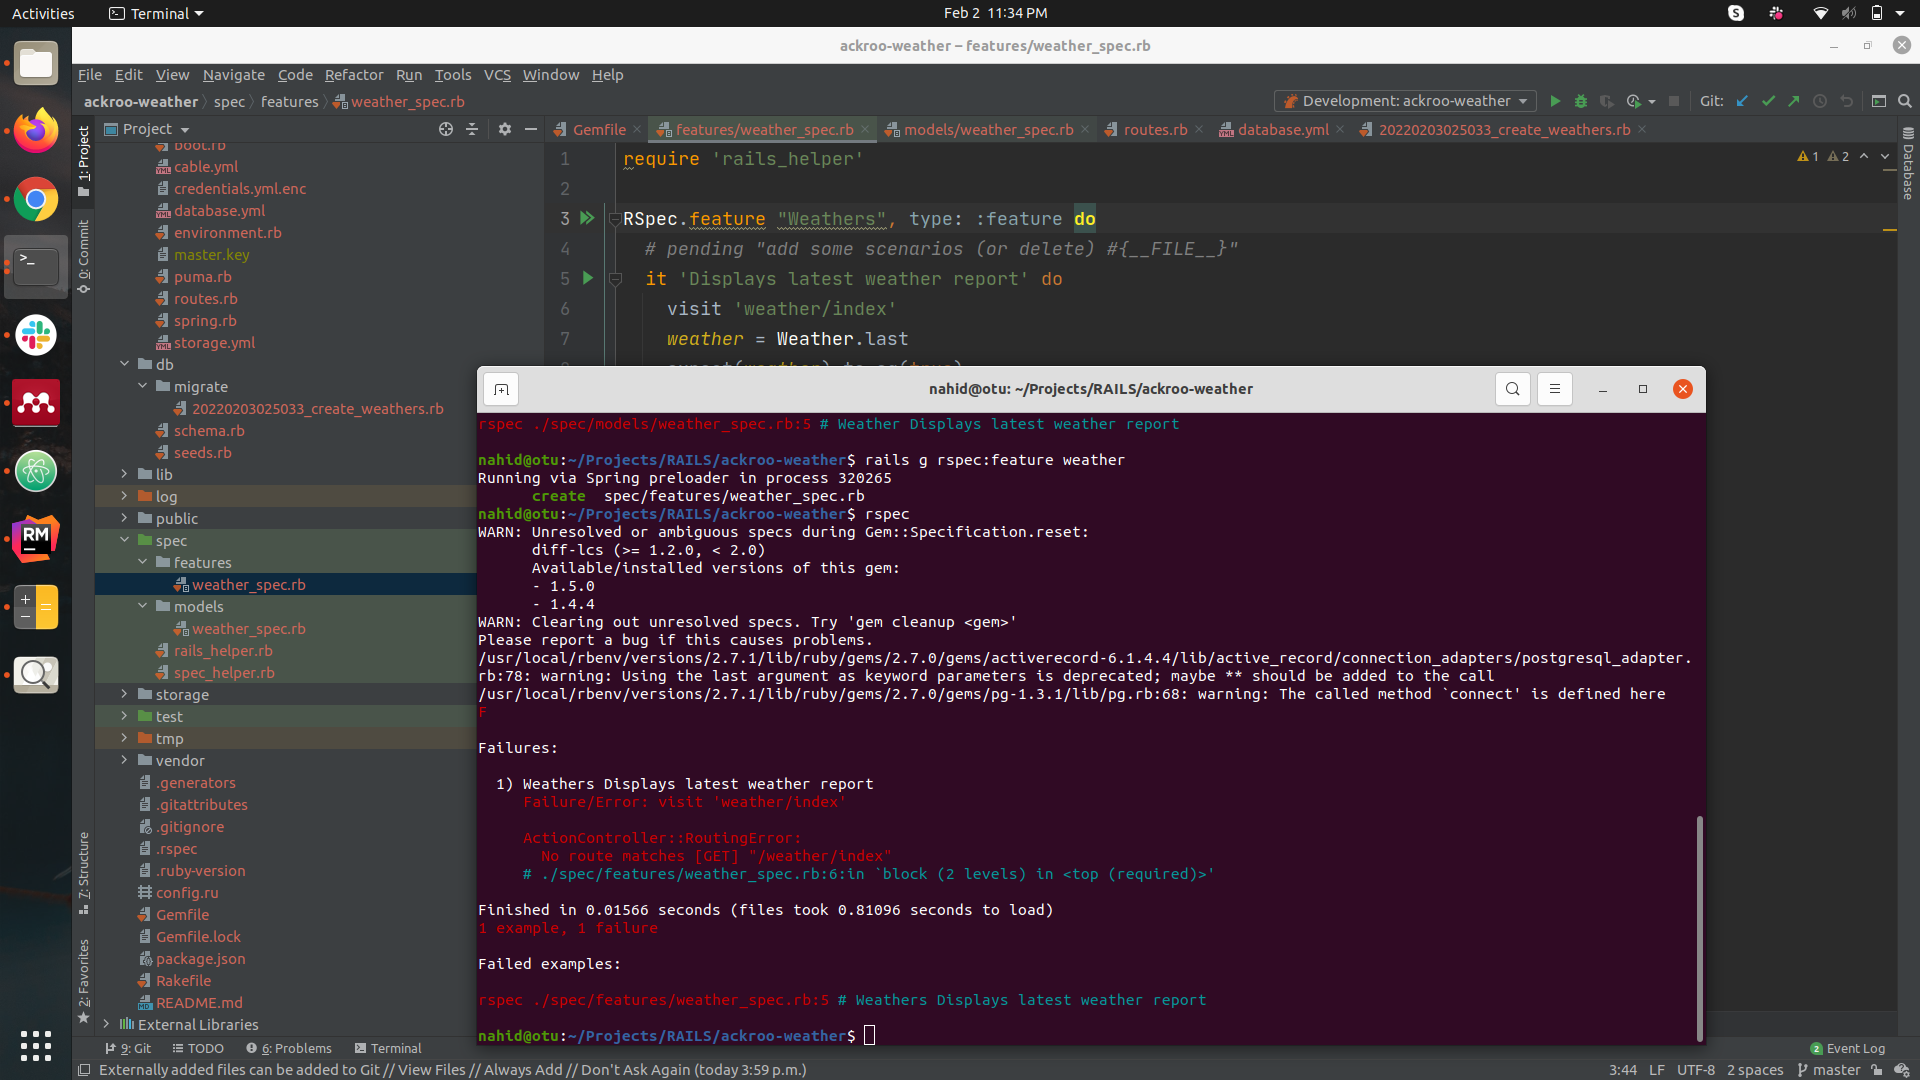 Activities
Terminal
Feb 2 11:34 PM
ackroo-weather – features/weather_spec.rb
File Edit View Navigate Code Refactor Run Tools VCS Window Help
ackroo-weather spec features weather_spec.rb
Development: ackroo-weather
Git:
Project
Gemfile
features/weather_spec.rb
models/weather_spec.rb
routes.rb
database.yml
20220203025033_create_weathers.rb
1: Project
0: Commit
7: Structure
2: Favorites
Database
boot.rb
cable.yml
credentials.yml.enc
database.yml
environment.rb
master.key
puma.rb
routes.rb
spring.rb
storage.yml
db
migrate
20220203025033_create_weathers.rb
schema.rb
seeds.rb
lib
log
public
spec
features
weather_spec.rb
models
weather_spec.rb
rails_helper.rb
spec_helper.rb
storage
test
tmp
vendor
.generators
.gitattributes
.gitignore
.rspec
.ruby-version
config.ru
Gemfile
Gemfile.lock
package.json
Rakefile
README.md
External Libraries
1 require 'rails_helper'
2
3 RSpec.feature "Weathers", type: :feature do
4 # pending "add some scenarios (or delete) #{__FILE__}"
5 it 'Displays latest weather report' do
6 visit 'weather/index'
7 weather = Weather.last
1 2
nahid@otu: ~/Projects/RAILS/ackroo-weather
rspec ./spec/models/weather_spec.rb:5 # Weather Displays latest weather report
nahid@otu:~/Projects/RAILS/ackroo-weather$ rails g rspec:feature weather
Running via Spring preloader in process 320265
create spec/features/weather_spec.rb
nahid@otu:~/Projects/RAILS/ackroo-weather$ rspec
WARN: Unresolved or ambiguous specs during Gem::Specification.reset:
diff-lcs (>= 1.2.0, < 2.0)
Available/installed versions of this gem:
- 1.5.0
- 1.4.4
WARN: Clearing out unresolved specs. Try 'gem cleanup <gem>'
Please report a bug if this causes problems.
/usr/local/rbenv/versions/2.7.1/lib/ruby/gems/2.7.0/gems/activerecord-6.1.4.4/lib/active_record/connection_adapters/postgresql_adapter.
rb:78: warning: Using the last argument as keyword parameters is deprecated; maybe ** should be added to the call
/usr/local/rbenv/versions/2.7.1/lib/ruby/gems/2.7.0/gems/pg-1.3.1/lib/pg.rb:68: warning: The called method `connect' is defined here
F
Failures:
1) Weathers Displays latest weather report
Failure/Error: visit 'weather/index'
ActionController::RoutingError:
No route matches [GET] "/weather/index"
# ./spec/features/weather_spec.rb:6:in `block (2 levels) in <top (required)>'
Finished in 0.01566 seconds (files took 0.81096 seconds to load)
1 example, 1 failure
Failed examples:
rspec ./spec/features/weather_spec.rb:5 # Weathers Displays latest weather report
nahid@otu:~/Projects/RAILS/ackroo-weather$
9: Git
TODO
6: Problems
Terminal
2 Event Log
Externally added files can be added to Git // View Files // Always Add // Don't Ask Again (today 3:59 p.m.)
3:44 LF UTF-8 2 spaces master